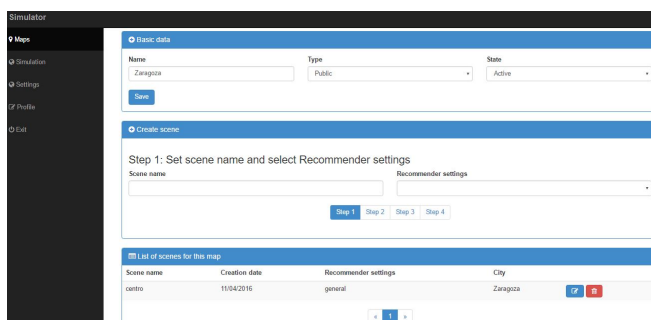 Simulator
Maps
Simulation
Settings
Profile
Exit
Basic data
Name Type State
Zaragoza Public Active
Save
Create scene
Step 1: Set scene name and select Recommender settings
Scene name Recommender settings
Step 1 Step 2 Step 3 Step 4
List of scenes for this map
Scene name Creation date Recommender settings City
centro 11/04/2016 general Zaragoza
« 1 »